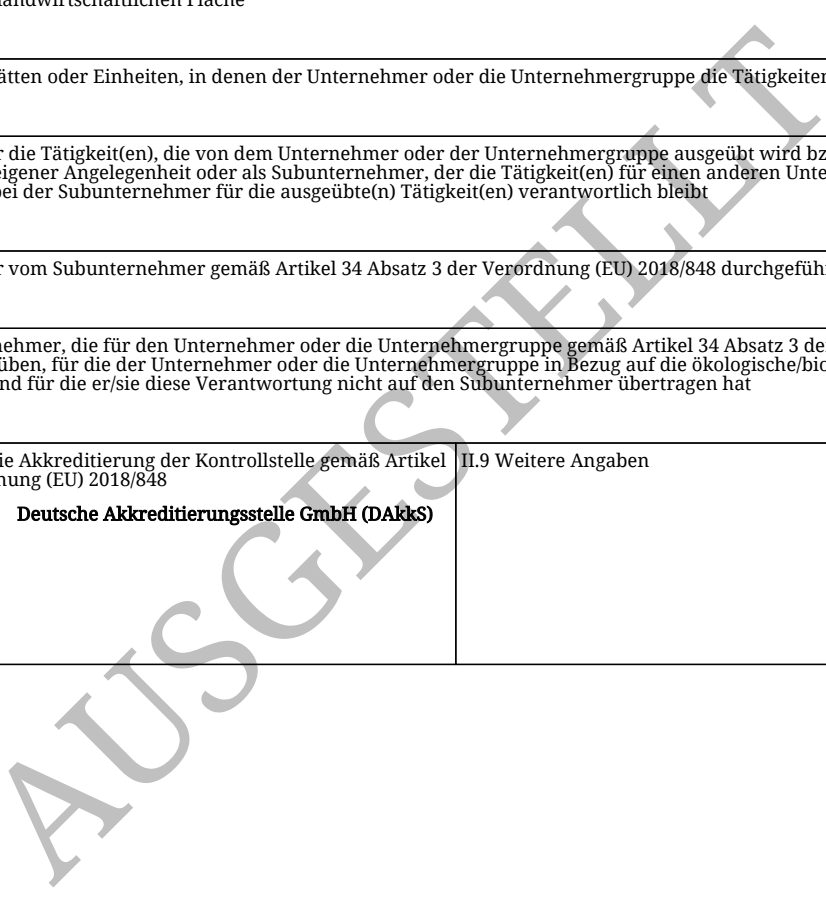 landwirtschaftlichen Fläche
ätten oder Einheiten, in denen der Unternehmer oder die Unternehmergruppe die Tätigkeiten
r die Tätigkeit(en), die von dem Unternehmer oder der Unternehmergruppe ausgeübt wird bz
eigener Angelegenheit oder als Subunternehmer, der die Tätigkeit(en) für einen anderen Unte
bei der Subunternehmer für die ausgeübte(n) Tätigkeit(en) verantwortlich bleibt
r vom Subunternehmer gemäß Artikel 34 Absatz 3 der Verordnung (EU) 2018/848 durchgeführ
nehmer, die für den Unternehmer oder die Unternehmergruppe gemäß Artikel 34 Absatz 3 der
üben, für die der Unternehmer oder die Unternehmergruppe in Bezug auf die ökologische/bio
nd für die er/sie diese Verantwortung nicht auf den Subunternehmer übertragen hat
ie Akkreditierung der Kontrollstelle gemäß Artikel
nung (EU) 2018/848
Deutsche Akkreditierungsstelle GmbH (DAkkS)
II.9 Weitere Angaben
AUSGESTELLT